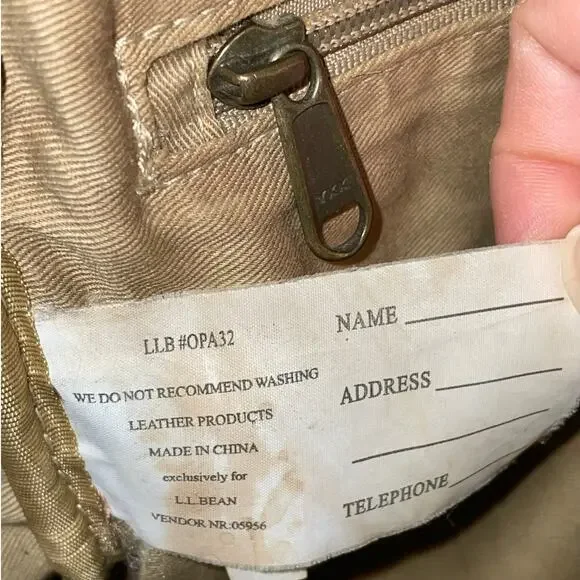 YKK
LLB #OPA32
WE DO NOT RECOMMEND WASHING
LEATHER PRODUCTS
MADE IN CHINA
exclusively for
L.L.BEAN
VENDOR NR:05956
NAME
ADDRESS
TELEPHONE